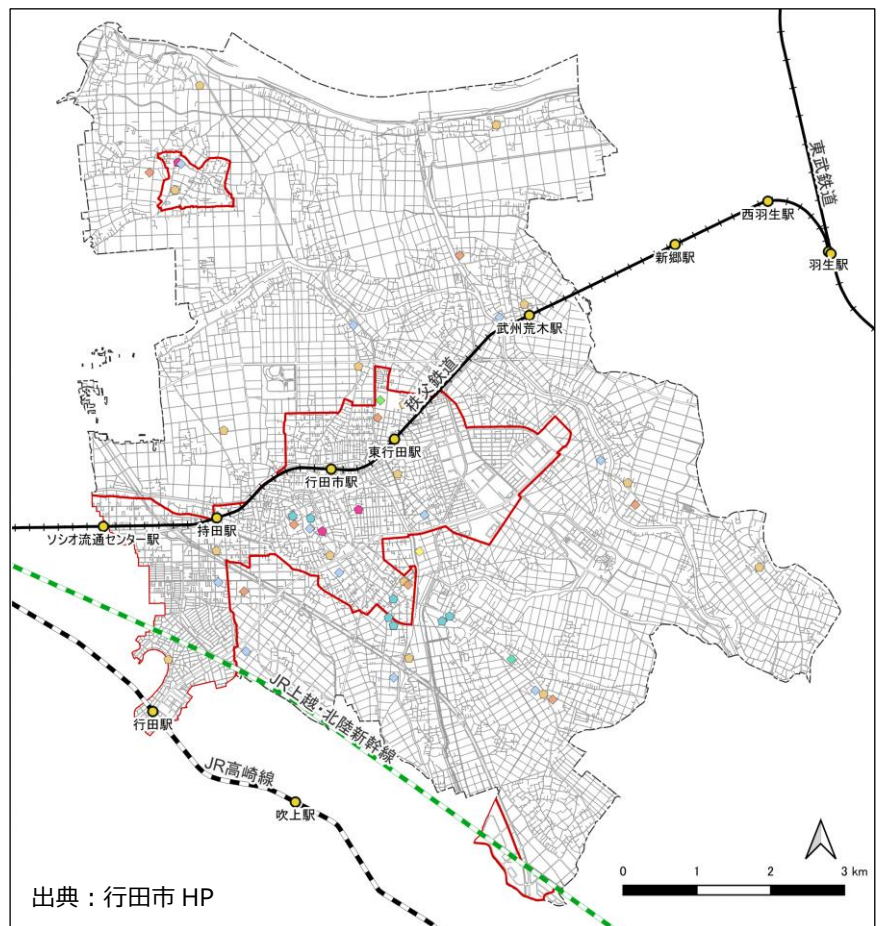 東武鉄道
西羽生駅
新郷駅
羽生駅
武州荒木駅
秩父鉄道
東行田駅
行田市駅
持田駅
ソシオ流通センター駅
JR上越・北陸新幹線
行田駅
JR高崎線
吹上駅
0 1 2 3 km
出典：行田市 HP